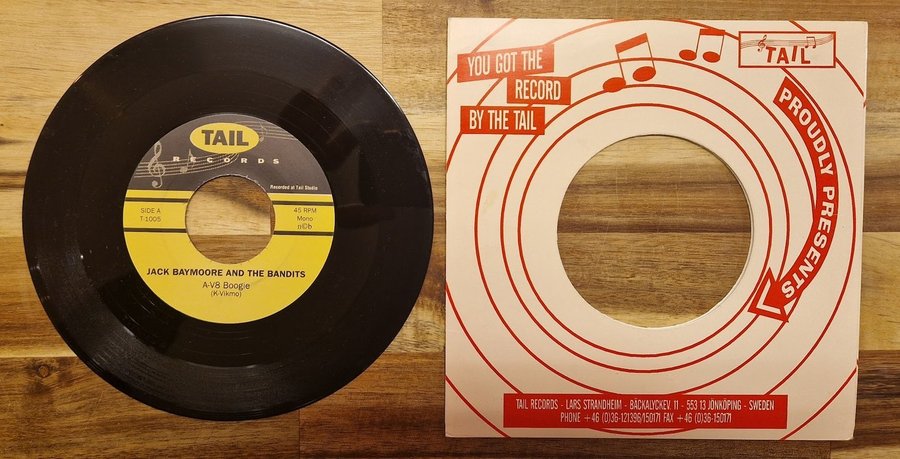 TAIL
RECORDS
Recorded at Tail Studio
SIDE A
T-1005
45 RPM
Mono
n©b
JACK BAYMOORE AND THE BANDITS
A-V8 Boogie
(K-Vikmo)
YOU GOT THE
RECORD
BY THE TAIL
TAIL
PROUDLY PRESENTS
TAIL RECORDS - LARS STRANDHEIM - BÄCKALYCKEV. 11 - 553 13 JÖNKÖPING - SWEDEN
PHONE +46 (0)36-121396/150171 FAX +46 (0)36-150171